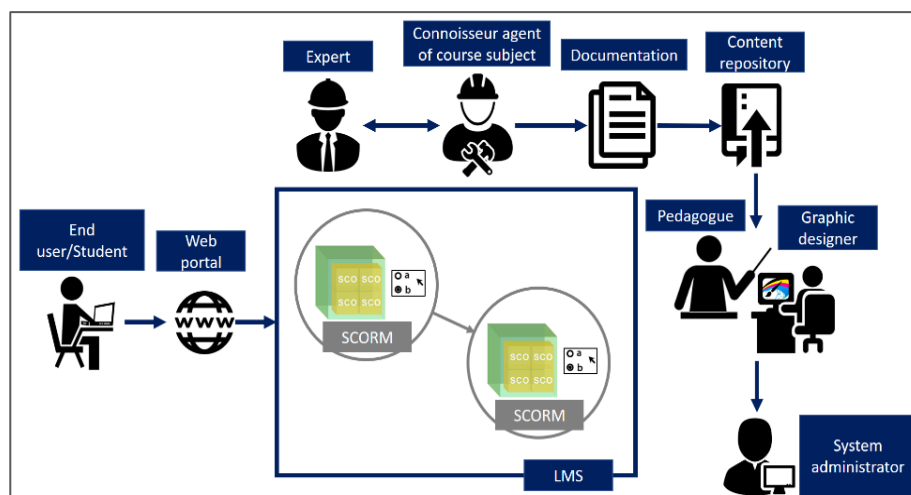 Expert
Connoisseur agent
of course subject
Documentation
Content
repository
End
user/Student
Web
portal
www
Pedagogue
Graphic
designer
SCO SCO
SCO SCO
a
b
SCORM
SCO SCO
SCO SCO
a
b
SCORM
LMS
System
administrator